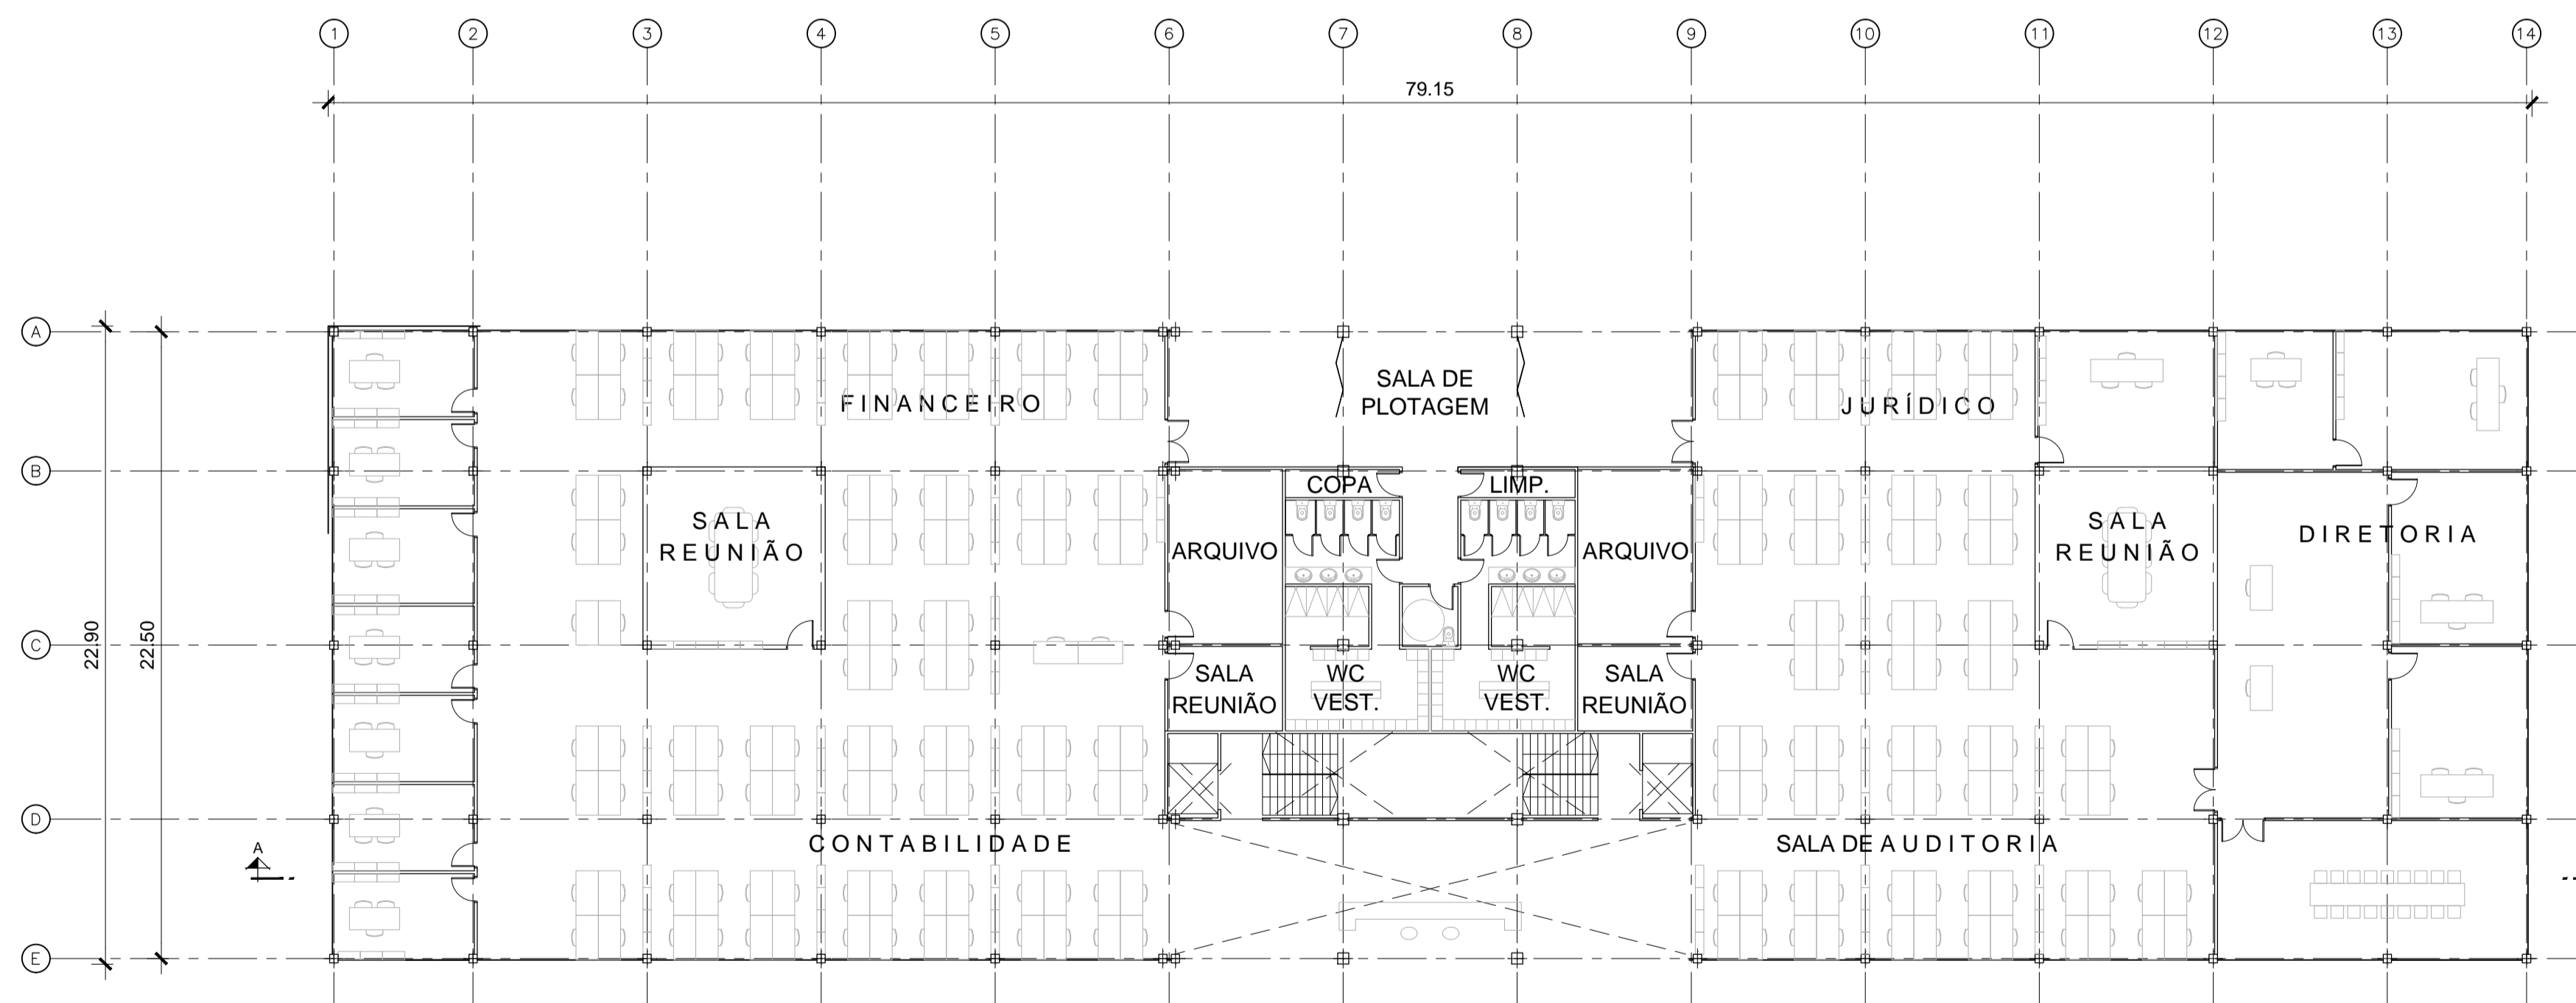 1 2 3 4 5 6 7 8 9 10 11 12 13 14
79.15
A
SALA DE
PLOTAGEM
FINANCEIRO
JURÍDICO
B
COPA
LIMP.
SALA
REUNIÃO
ARQUIVO
ARQUIVO
SALA
REUNIÃO
DIRETORIA
22.90
22.50
C
SALA
REUNIÃO
WC
VEST.
WC
VEST.
SALA
REUNIÃO
D
A
CONTABILIDADE
SALA DE AUDITORIA
E